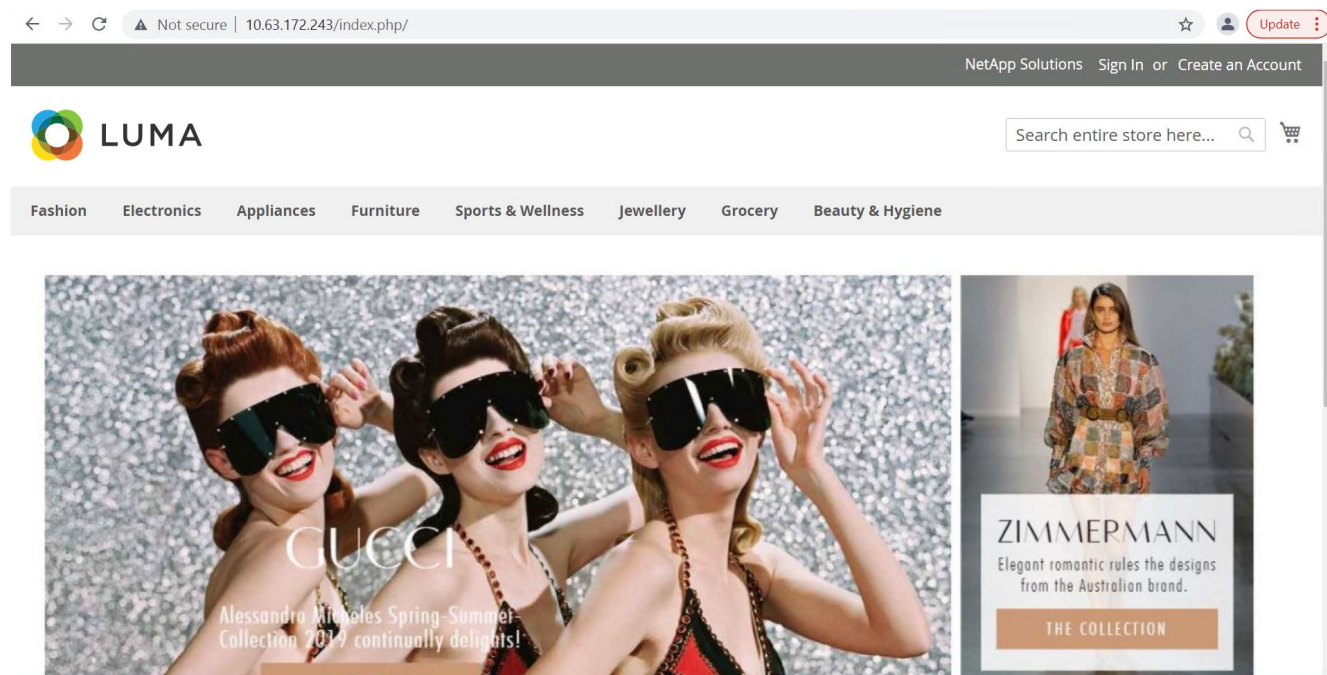 Not secure | 10.63.172.243/index.php/ Update
NetApp Solutions Sign In or Create an Account
LUMA
Search entire store here...
Fashion Electronics Appliances Furniture Sports & Wellness Jewellery Grocery Beauty & Hygiene
GUCCI
Alessandro Micheles Spring-Summer-
Collection 2019 continually delights!
ZIMMERMANN
Elegant romantic rules the designs
from the Australian brand.
THE COLLECTION